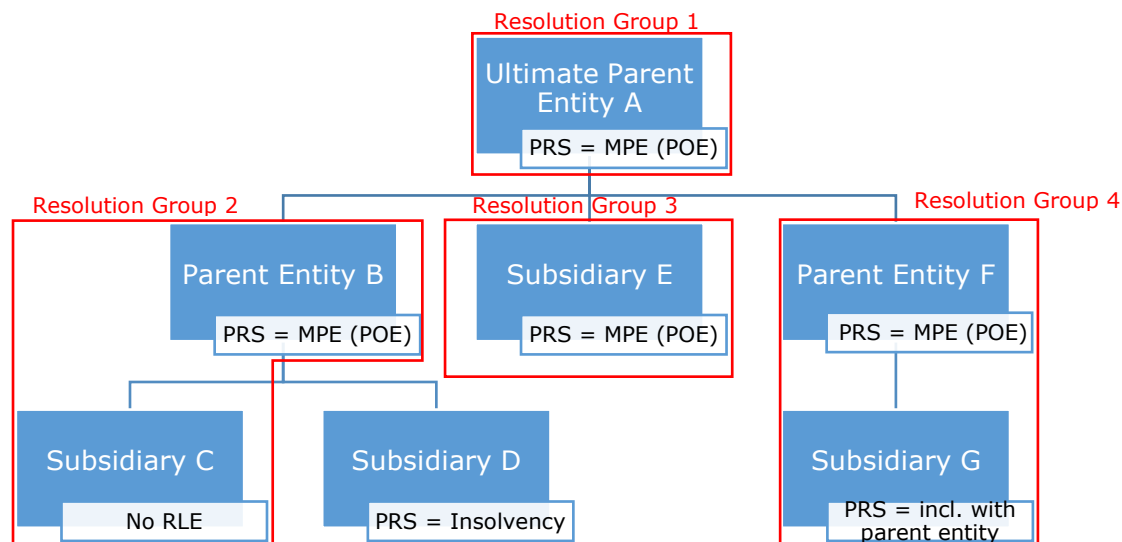 Resolution Group 1
Ultimate Parent
Entity A
PRS = MPE (POE)
Resolution Group 2
Resolution Group 3
Resolution Group 4
Parent Entity B
PRS = MPE (POE)
Subsidiary E
PRS = MPE (POE)
Parent Entity F
PRS = MPE (POE)
Subsidiary C
No RLE
Subsidiary D
PRS = Insolvency
Subsidiary G
PRS = incl. with
parent entity